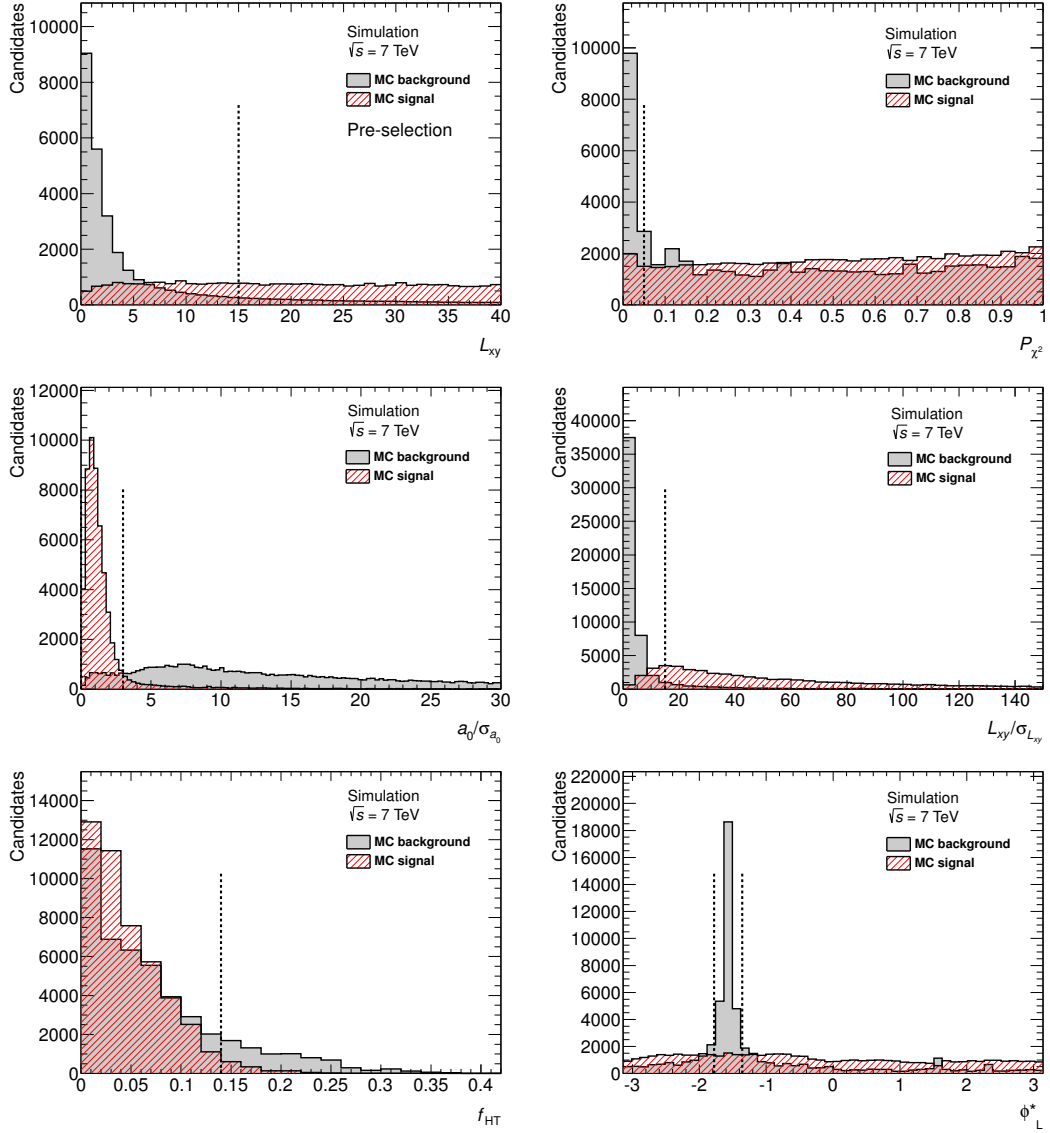 Candidates
10000
8000
6000
4000
2000
0
0 5 10 15 20 25 30 35 40
L_xy
Simulation
√s = 7 TeV
MC background
MC signal
Pre-selection
Candidates
10000
8000
6000
4000
2000
0
0 0.1 0.2 0.3 0.4 0.5 0.6 0.7 0.8 0.9 1
P_χ²
Simulation
√s = 7 TeV
MC background
MC signal
Candidates
12000
10000
8000
6000
4000
2000
0
0 5 10 15 20 25 30
a_0/σ_a_0
Simulation
√s = 7 TeV
MC background
MC signal
Candidates
40000
35000
30000
25000
20000
15000
10000
5000
0
0 20 40 60 80 100 120 140
L_xy/σ_L_xy
Simulation
√s = 7 TeV
MC background
MC signal
Candidates
14000
12000
10000
8000
6000
4000
2000
0
0 0.05 0.1 0.15 0.2 0.25 0.3 0.35 0.4
f_HT
Simulation
√s = 7 TeV
MC background
MC signal
Candidates
22000
20000
18000
16000
14000
12000
10000
8000
6000
4000
2000
0
-3 -2 -1 0 1 2 3
ϕ*_L
Simulation
√s = 7 TeV
MC background
MC signal